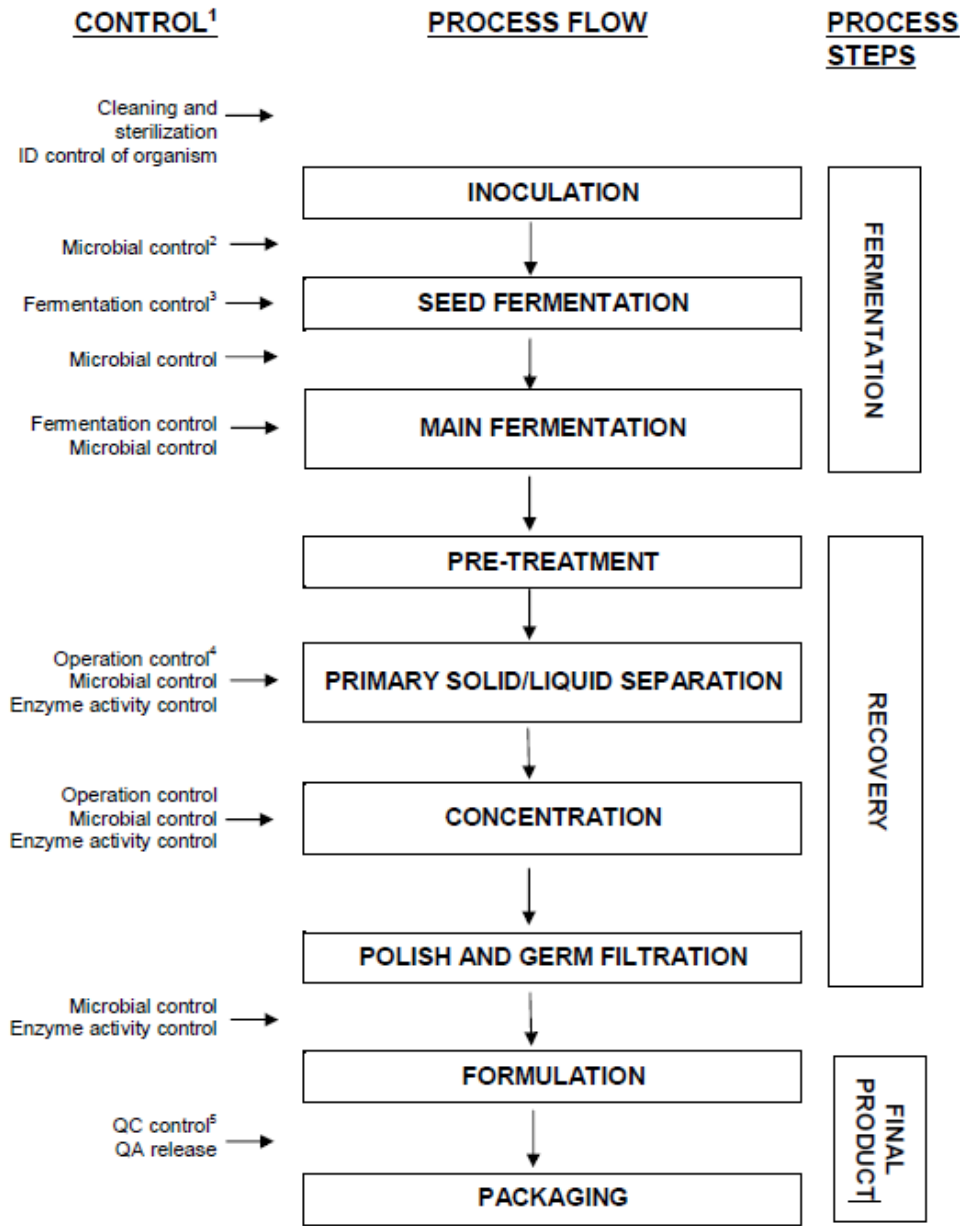 CONTROL¹
PROCESS FLOW
PROCESS
STEPS
Cleaning and
sterilization
ID control of organism
INOCULATION
Microbial control²
Fermentation control³
SEED FERMENTATION
Microbial control
Fermentation control
Microbial control
MAIN FERMENTATION
FERMENTATION
PRE-TREATMENT
Operation control⁴
Microbial control
Enzyme activity control
PRIMARY SOLID/LIQUID SEPARATION
Operation control
Microbial control
Enzyme activity control
CONCENTRATION
POLISH AND GERM FILTRATION
RECOVERY
Microbial control
Enzyme activity control
FORMULATION
QC control⁵
QA release
PACKAGING
FINAL
PRODUCT